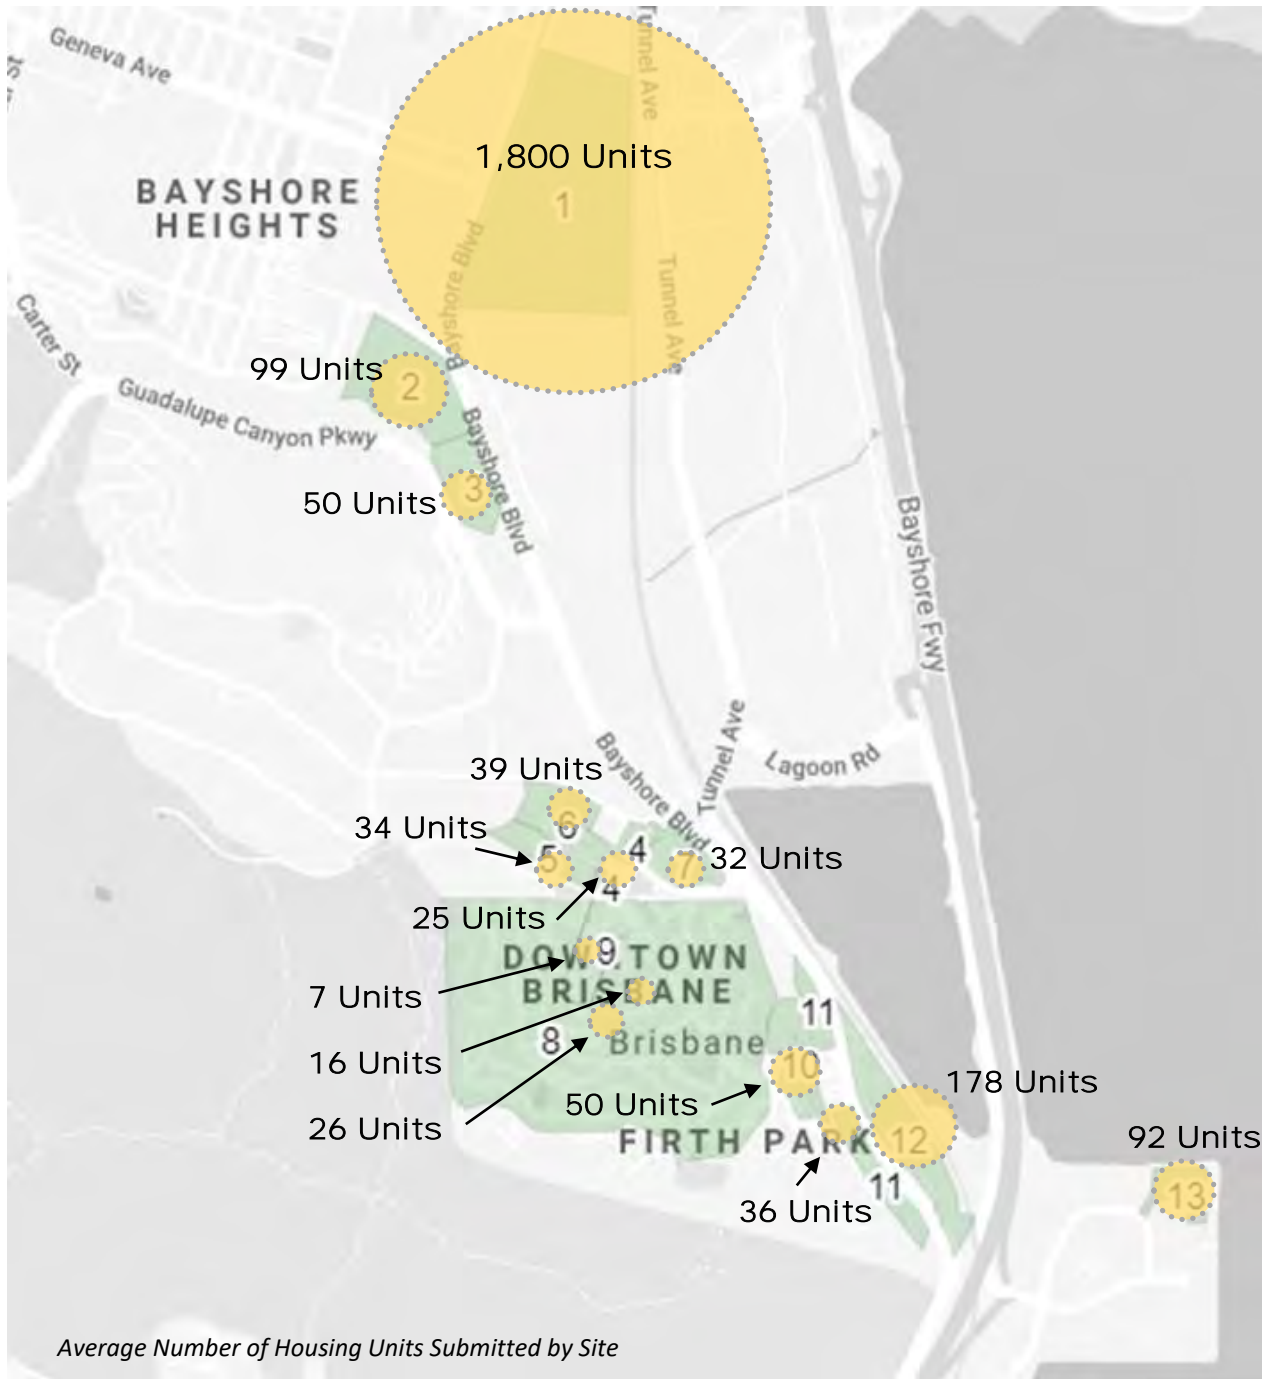 Geneva Ave
Tunnel Ave
1,800 Units
1
BAYSHORE
HEIGHTS
Bayshore Blvd
Tunnel Ave
Carter St
99 Units
2
Guadalupe Canyon Pkwy
Bayshore Blvd
50 Units
3
Bayshore Fwy
Tunnel Ave
Lagoon Rd
Bayshore Blvd
39 Units
6
34 Units
5
4
7
32 Units
4
25 Units
9
DOWNTOWN
BRISBANE
7 Units
16 Units
8
Brisbane
11
26 Units
10
50 Units
178 Units
FIRTH PARK
12
92 Units
13
11
36 Units
Average Number of Housing Units Submitted by Site